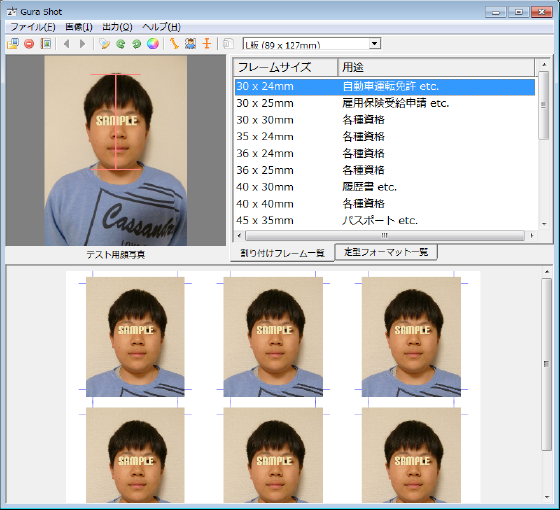 Gura Shot
ファイル(F) 画像(I) 出力(O) ヘルプ(H)
L板 (89 x 127mm)
フレームサイズ 用途
30 x 24mm 自動車運転免許 etc.
30 x 25mm 雇用保険受給申請 etc.
30 x 30mm 各種資格
35 x 24mm 各種資格
36 x 24mm 各種資格
36 x 25mm 各種資格
40 x 30mm 履歴書 etc.
40 x 40mm 各種資格
45 x 35mm パスポート etc.
SAMPLE
Cassandra
テスト用顔写真
割り付けフレーム一覧 定型フォーマット一覧
SAMPLE SAMPLE SAMPLE
SAMPLE SAMPLE SAMPLE